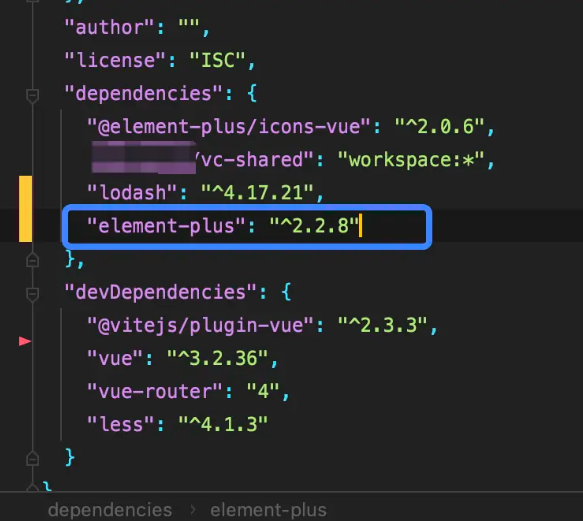 },
"author": "",
"license": "ISC",
"dependencies": {
"@element-plus/icons-vue": "^2.0.6",
/vc-shared": "workspace:*",
"lodash": "^4.17.21",
"element-plus": "^2.2.8"
},
"devDependencies": {
"@vitejs/plugin-vue": "^2.3.3",
"vue": "^3.2.36",
"vue-router": "4",
"less": "^4.1.3"
}
}
dependencies > element-plus